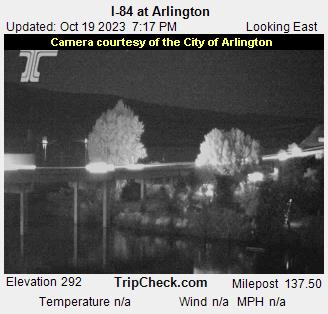 I-84 at Arlington
Updated: Oct 19 2023 7:17 PM Looking East
Camera courtesy of the City of Arlington
Elevation 292 TripCheck.com Milepost 137.50
Temperature n/a Wind n/a MPH n/a